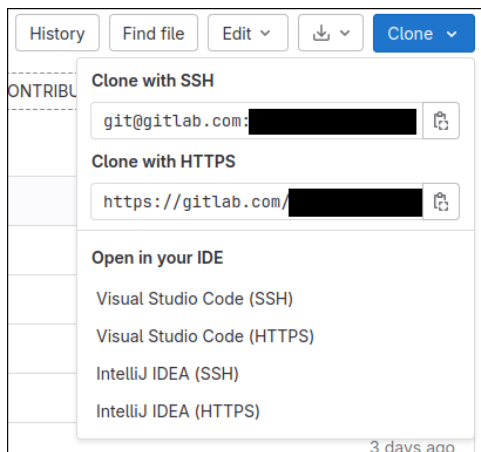 History Find file Edit Clone
Clone with SSH
ONTRIBU
git@gitlab.com:
Clone with HTTPS
https://gitlab.com/
Open in your IDE
Visual Studio Code (SSH)
Visual Studio Code (HTTPS)
IntelliJ IDEA (SSH)
IntelliJ IDEA (HTTPS)
3 days ago